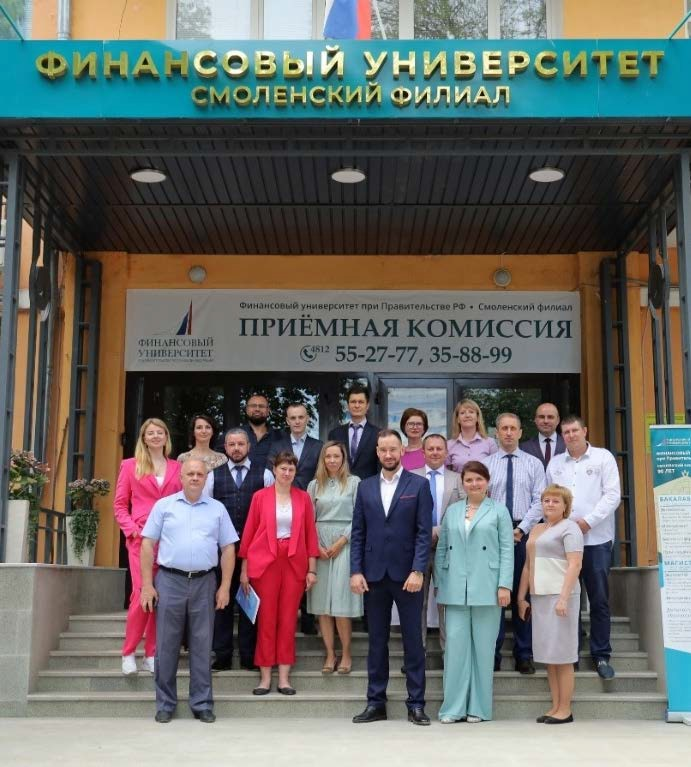 ФИНАНСОВЫЙ УНИВЕРСИТЕТ
СМОЛЕНСКИЙ ФИЛИАЛ
Финансовый университет при Правительстве РФ • Смоленский филиал
ПРИЁМНАЯ КОМИССИЯ
4812 55-27-77, 35-88-99
ФИНАНСОВЫЙ
УНИВЕРСИТЕТ